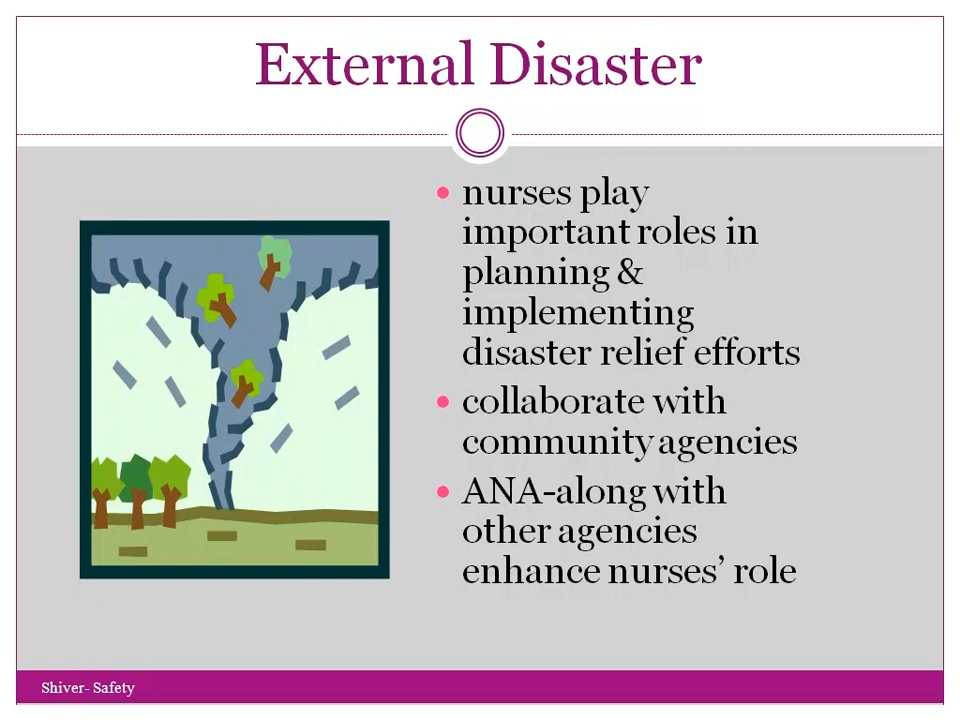 External Disaster
• nurses play
important roles in
planning &
implementing
disaster relief efforts
• collaborate with
community agencies
• ANA-along with
other agencies
enhance nurses’ role
Shiver- Safety